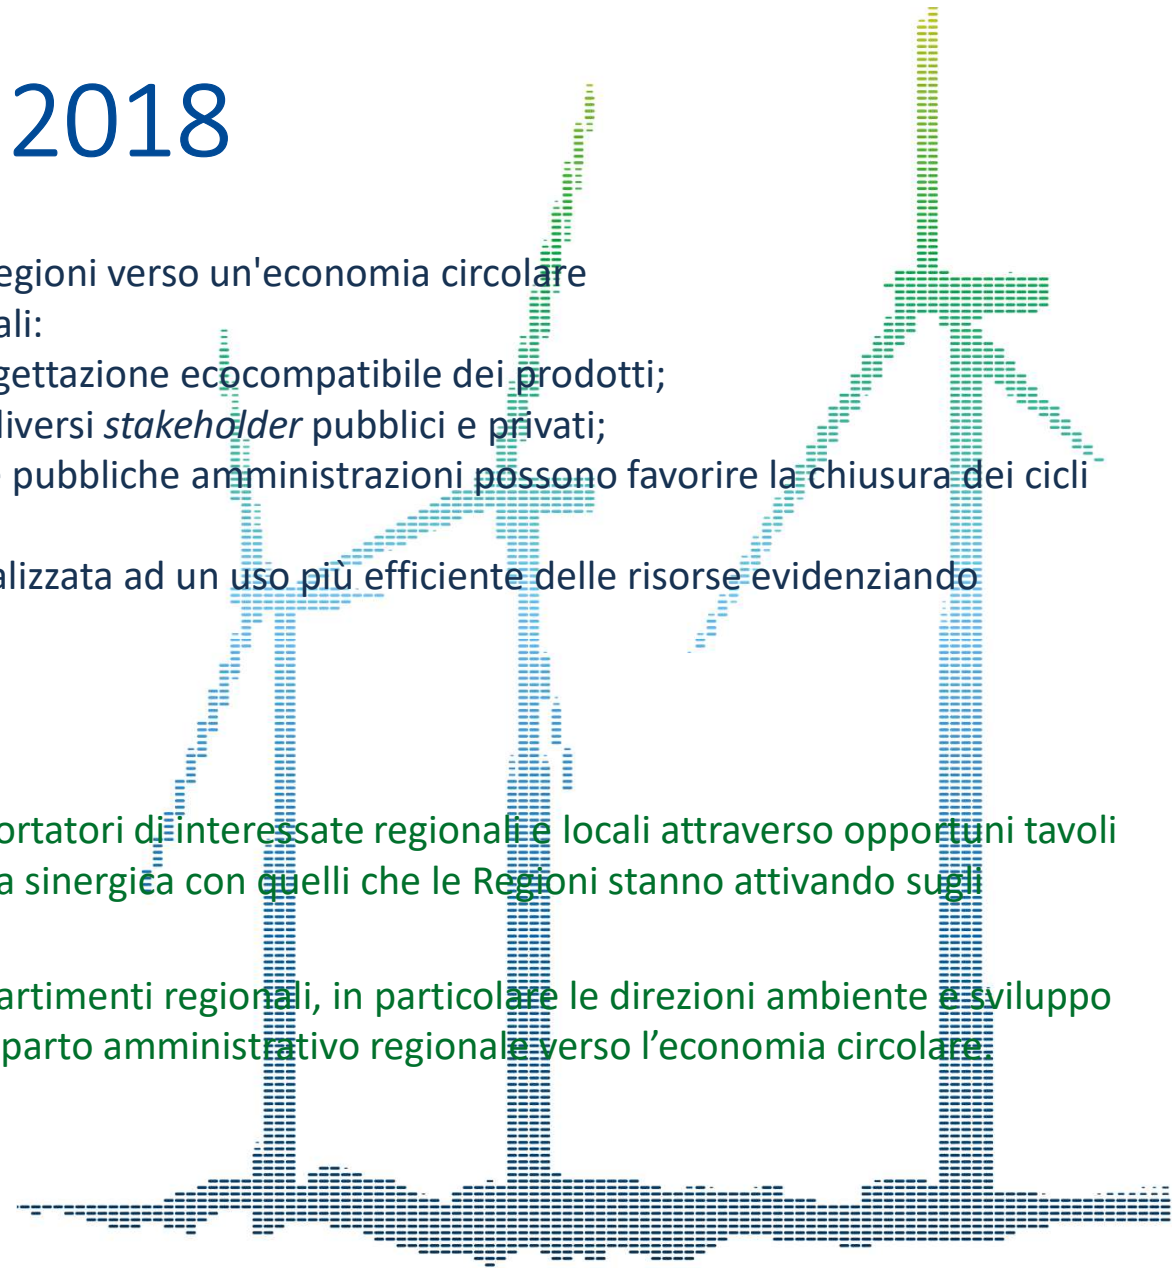 2018
egioni verso un'economia circolare
ali:
gettazione ecocompatibile dei prodotti;
diversi stakeholder pubblici e privati;
e pubbliche amministrazioni possono favorire la chiusura dei cicli
alizzata ad un uso più efficiente delle risorse evidenziando
ortatori di interessate regionali e locali attraverso opportuni tavoli
a sinergica con quelli che le Regioni stanno attivando sugli
artimenti regionali, in particolare le direzioni ambiente e sviluppo
parto amministrativo regionale verso l’economia circolare.